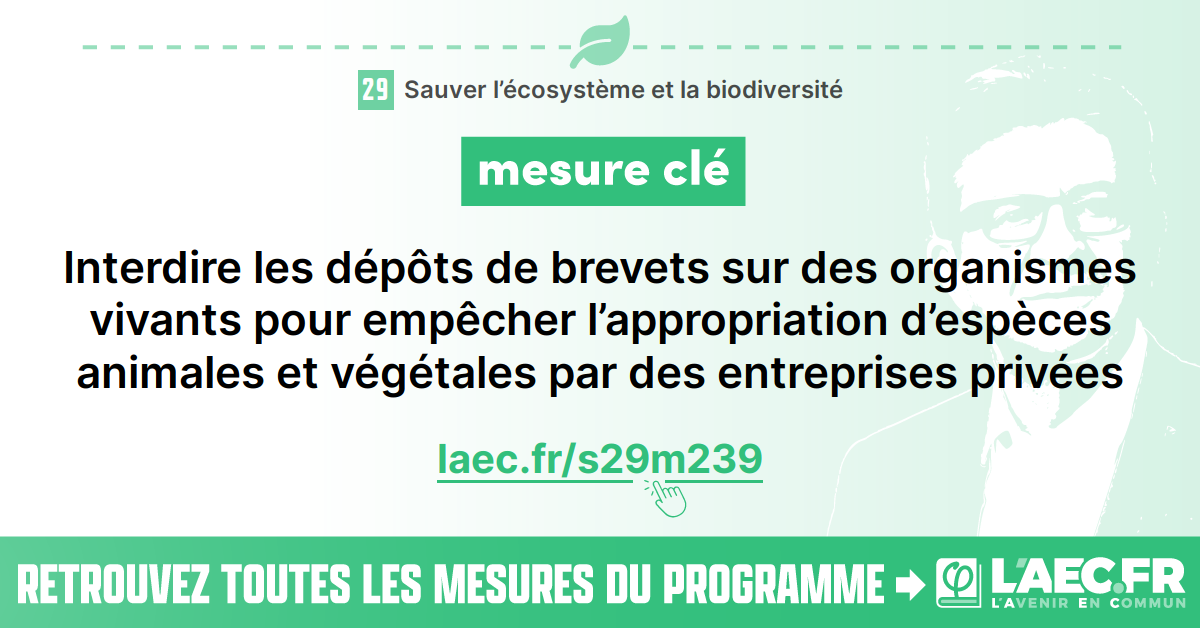 29 Sauver l’écosystème et la biodiversité
mesure clé
Interdire les dépôts de brevets sur des organismes
vivants pour empêcher l’appropriation d’espèces
animales et végétales par des entreprises privées
laec.fr/s29m239
RETROUVEZ TOUTES LES MESURES DU PROGRAMME
L'AEC.FR
L'AVENIR EN COMMUN